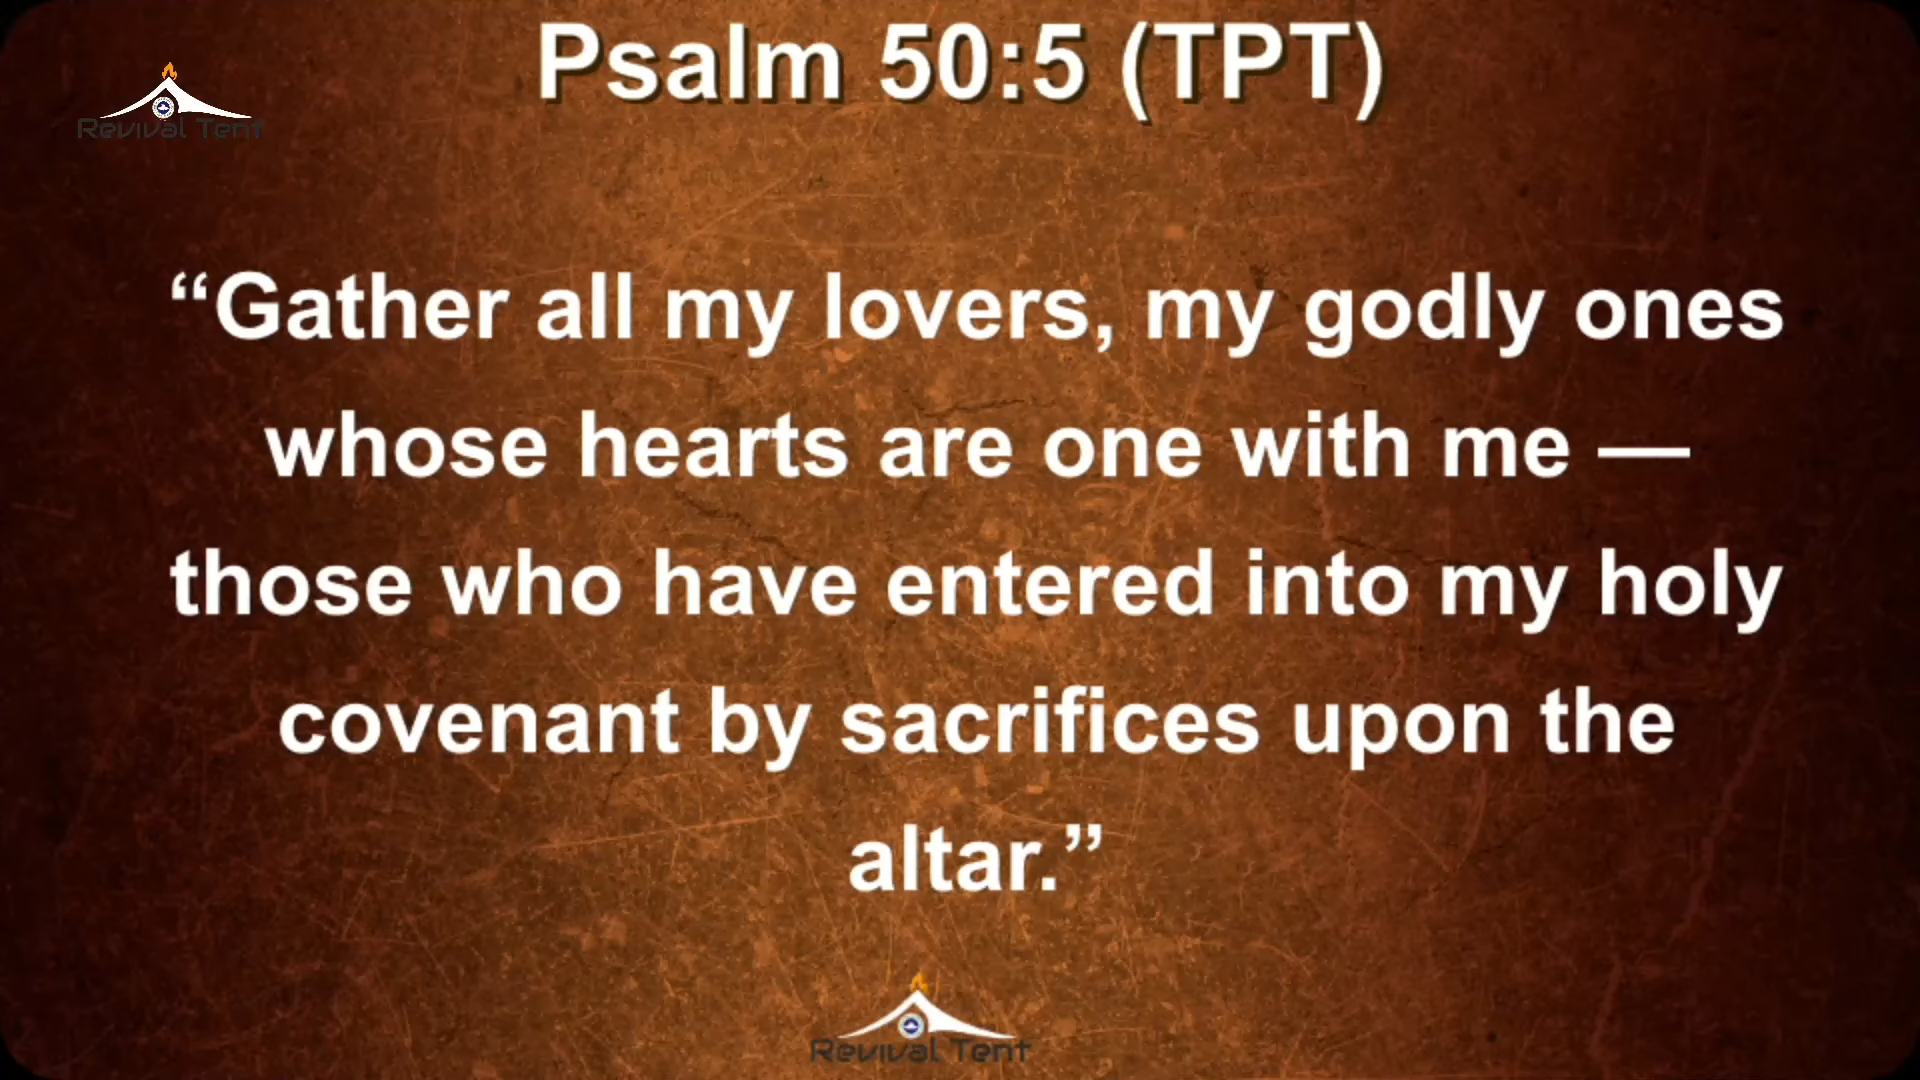 Psalm 50:5 (TPT)
Revival Tent
“Gather all my lovers, my godly ones
whose hearts are one with me —
those who have entered into my holy
covenant by sacrifices upon the
altar.”
Revival Tent